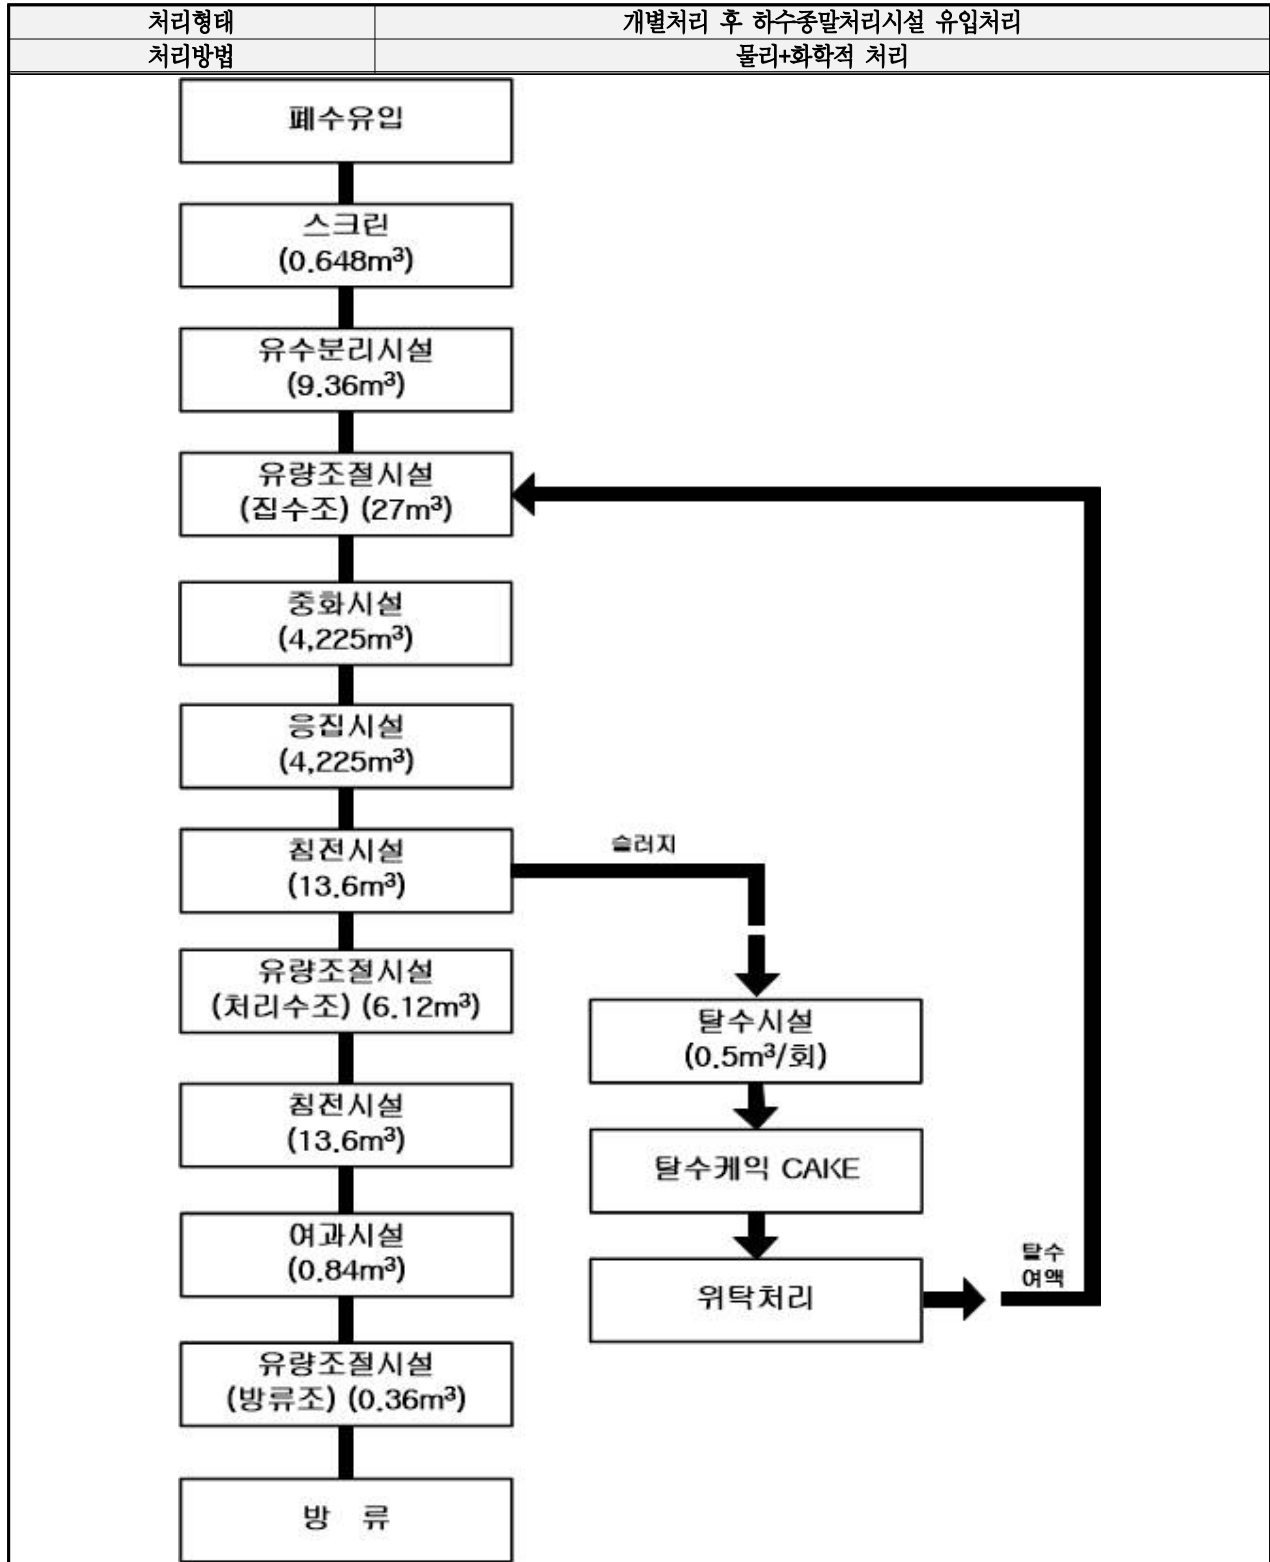 처리형태 개별처리 후 하수종말처리시설 유입처리
처리방법 물리+화학적 처리
폐수유입
스크린
(0.648m³)
유수분리시설
(9.36m³)
유량조절시설
(집수조) (27m³)
중화시설
(4,225m³)
응집시설
(4,225m³)
침전시설
(13.6m³)
슬러지
유량조절시설
(처리수조) (6.12m³)
탈수시설
(0.5m³/회)
침전시설
(13.6m³)
탈수케익 CAKE
여과시설
(0.84m³)
탈수
여액
위탁처리
유량조절시설
(방류조) (0.36m³)
방 류